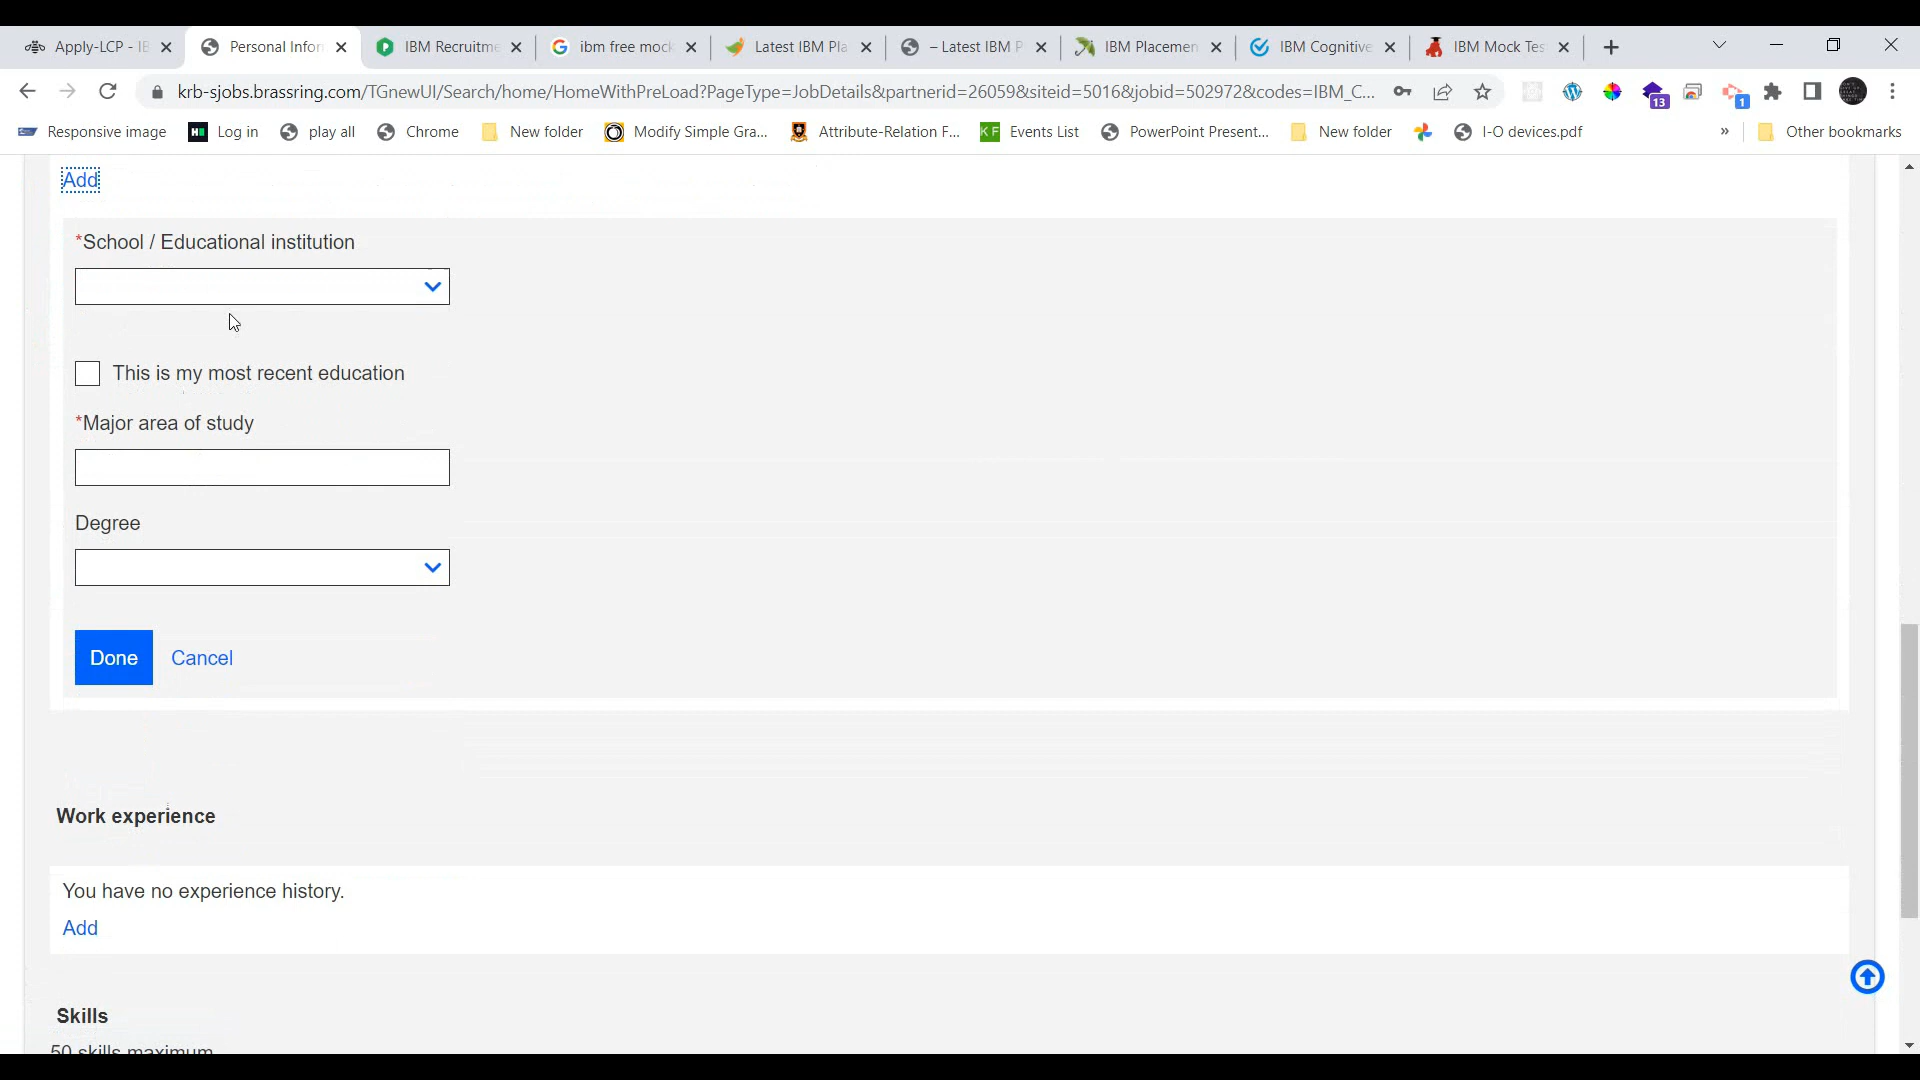 Apply-LCP - IB
Personal Infor
IBM Recruitme
ibm free mock
Latest IBM Pla
– Latest IBM P
IBM Placemen
IBM Cognitive
IBM Mock Tes
krb-sjobs.brassring.com/TGnewUI/Search/home/HomeWithPreLoad?PageType=JobDetails&partnerid=26059&siteid=5016&jobid=502972&codes=IBM_C...
13
1
Responsive image
Log in
play all
Chrome
New folder
Modify Simple Gra...
Attribute-Relation F...
KF Events List
PowerPoint Present...
New folder
I-O devices.pdf
»
Other bookmarks
Add
*School / Educational institution
This is my most recent education
*Major area of study
Degree
Done Cancel
Work experience
You have no experience history.
Add
Skills
50 skills maximum